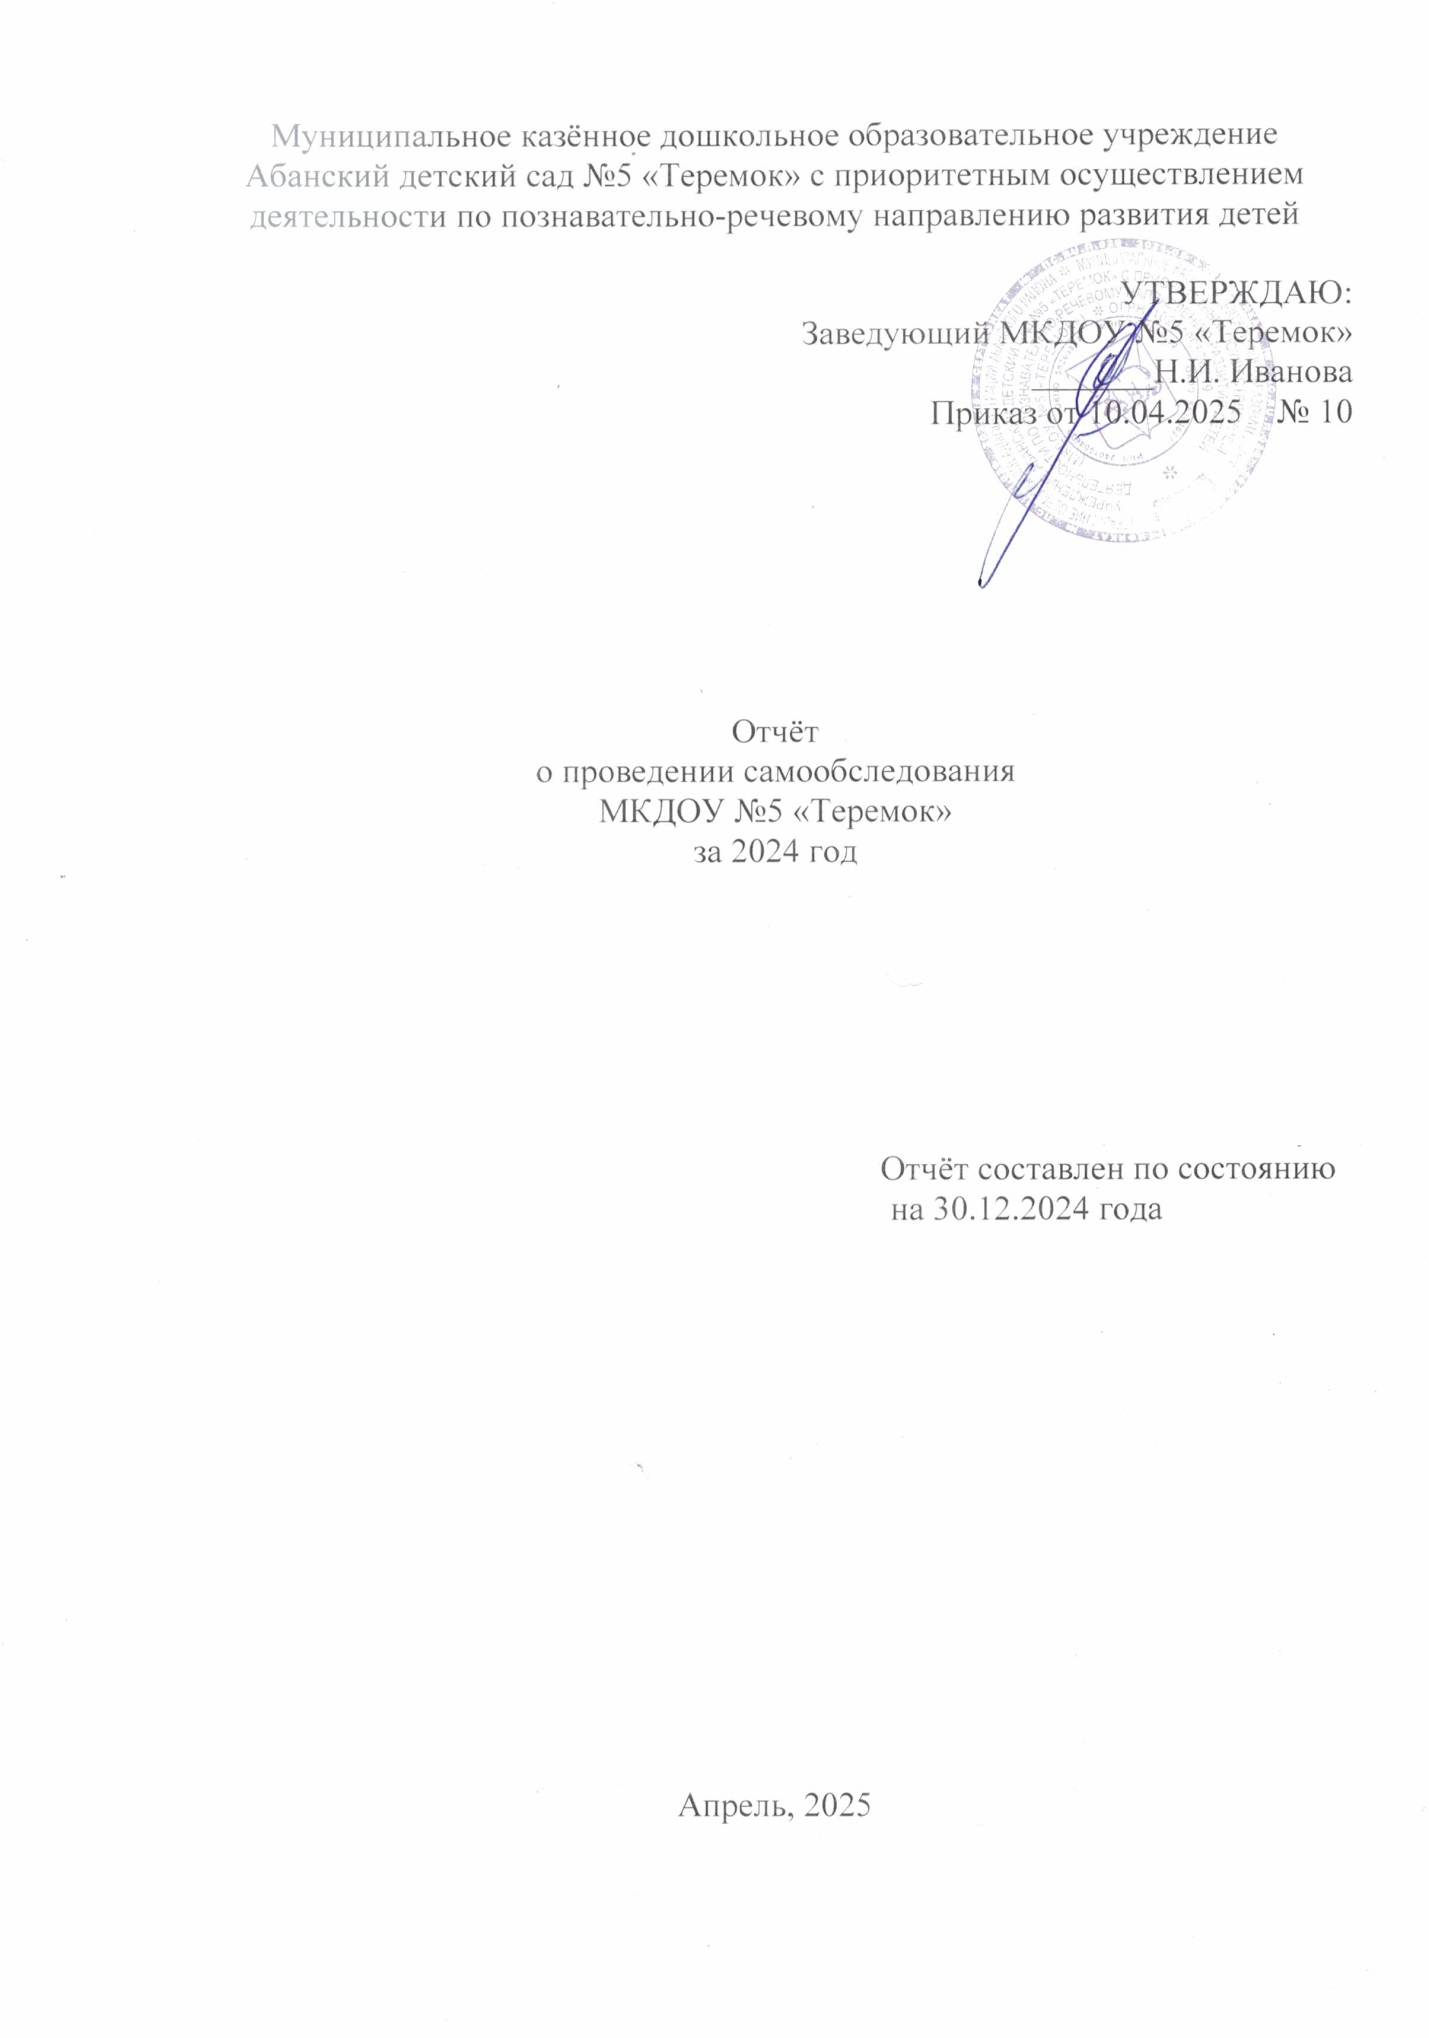 Муниципальное казённое дошкольное образовательное учреждение
Абанский детский сад №5 «Теремок» с приоритетным осуществлением
деятельности по познавательно-речевому направлению развития детей
УТВЕРЖДАЮ:
Заведующий МКДОУ №5 «Теремок»
_______Н.И. Иванова
Приказ от 10.04.2025 № 10
Отчёт
о проведении самообследования
МКДОУ №5 «Теремок»
за 2024 год
Отчёт составлен по состоянию
на 30.12.2024 года
Апрель, 2025